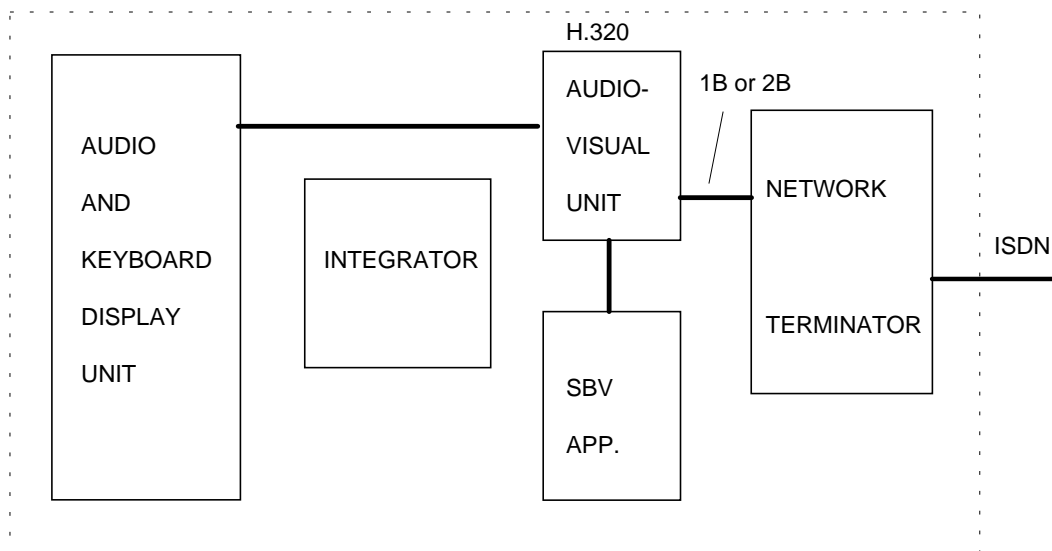 H.320
AUDIO
AND
KEYBOARD
DISPLAY
UNIT
INTEGRATOR
AUDIO-
VISUAL
UNIT
SBV
APP.
1B or 2B
NETWORK
TERMINATOR
ISDN